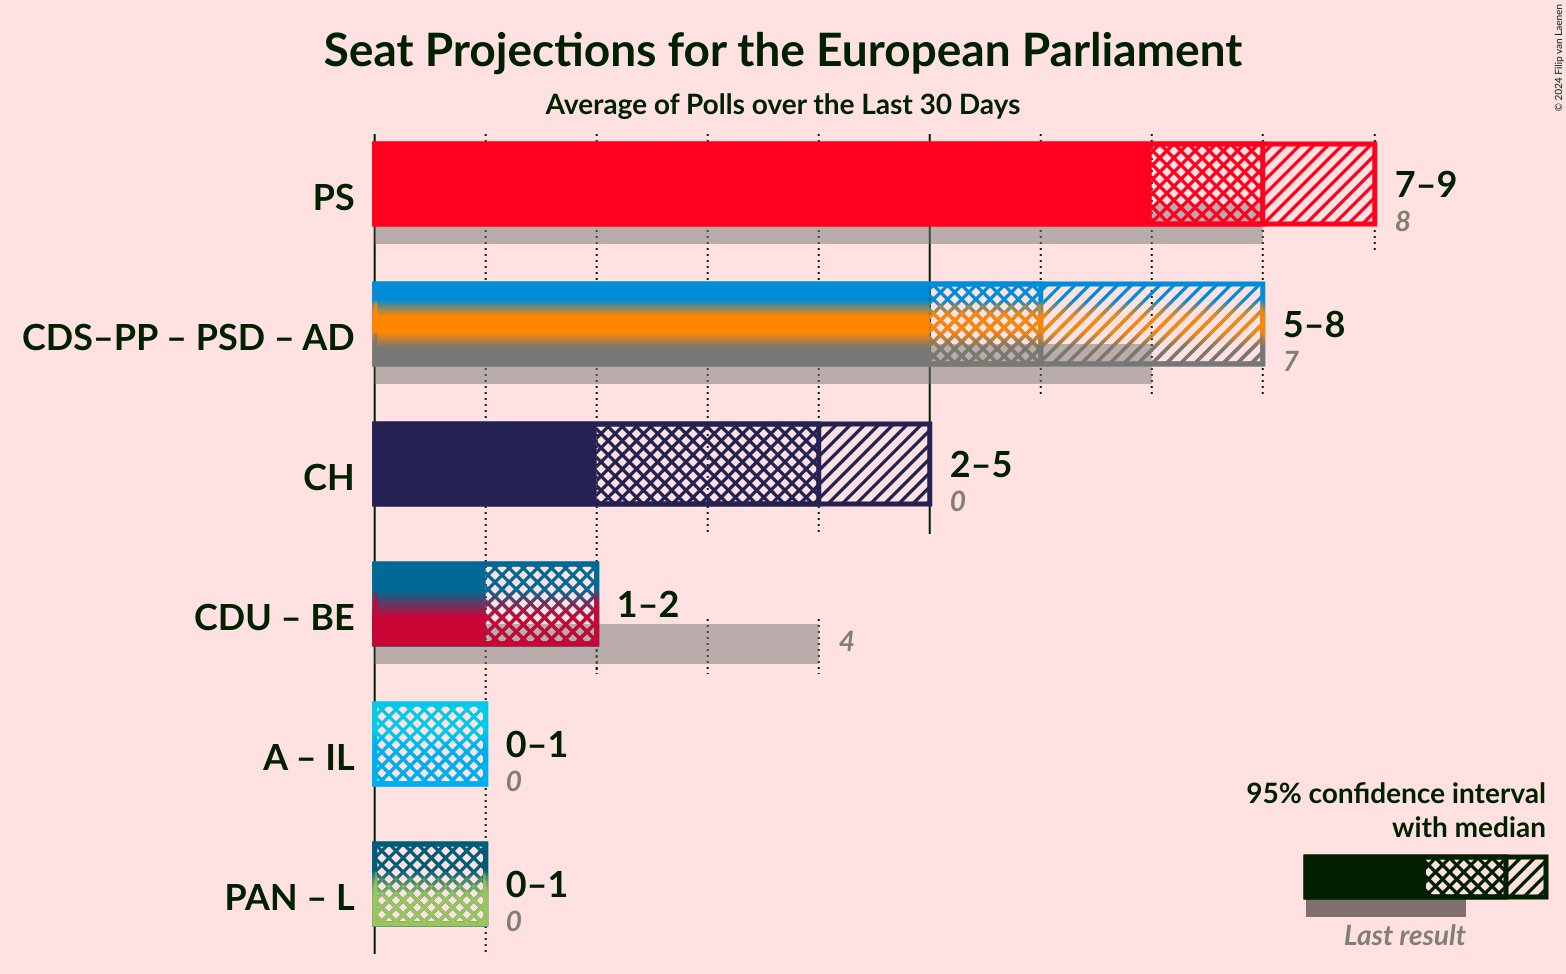 Seat Projections for the European Parliament
Average of Polls over the Last 30 Days
© 2024 Filip van Laenen
PS
7–9
8
CDS–PP – PSD – AD
5–8
7
CH
2–5
0
CDU – BE
1–2
4
A – IL
0–1
0
PAN – L
0–1
0
95% confidence interval
with median
Last result